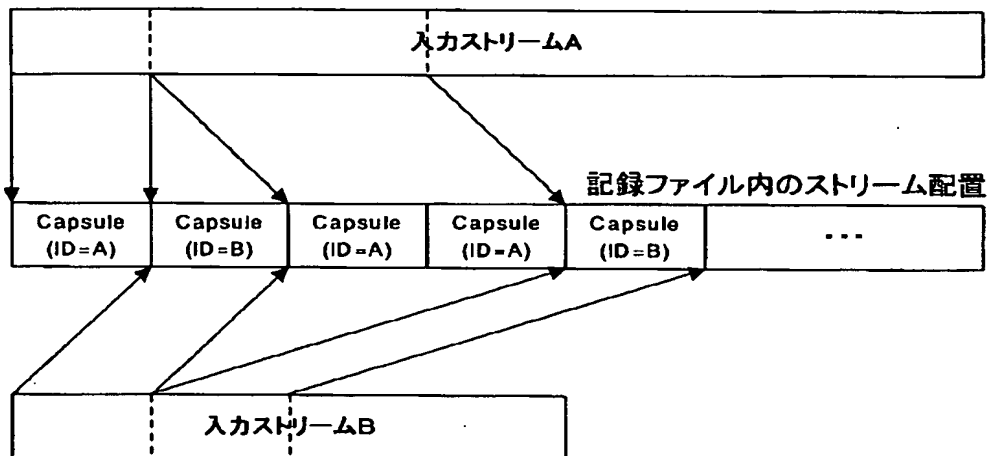 入力ストリームA
記録ファイル内のストリーム配置
Capsule
(ID=A)
Capsule
(ID=B)
Capsule
(ID=A)
Capsule
(ID=A)
Capsule
(ID=B)
...
入力ストリームB